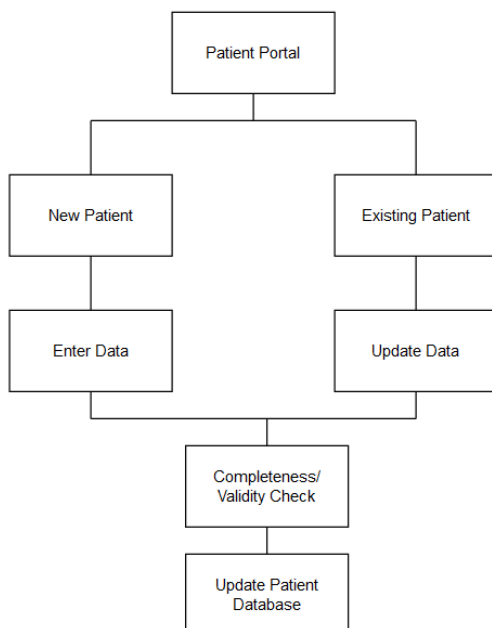 Patient Portal
New Patient
Existing Patient
Enter Data
Update Data
Completeness/
Validity Check
Update Patient
Database